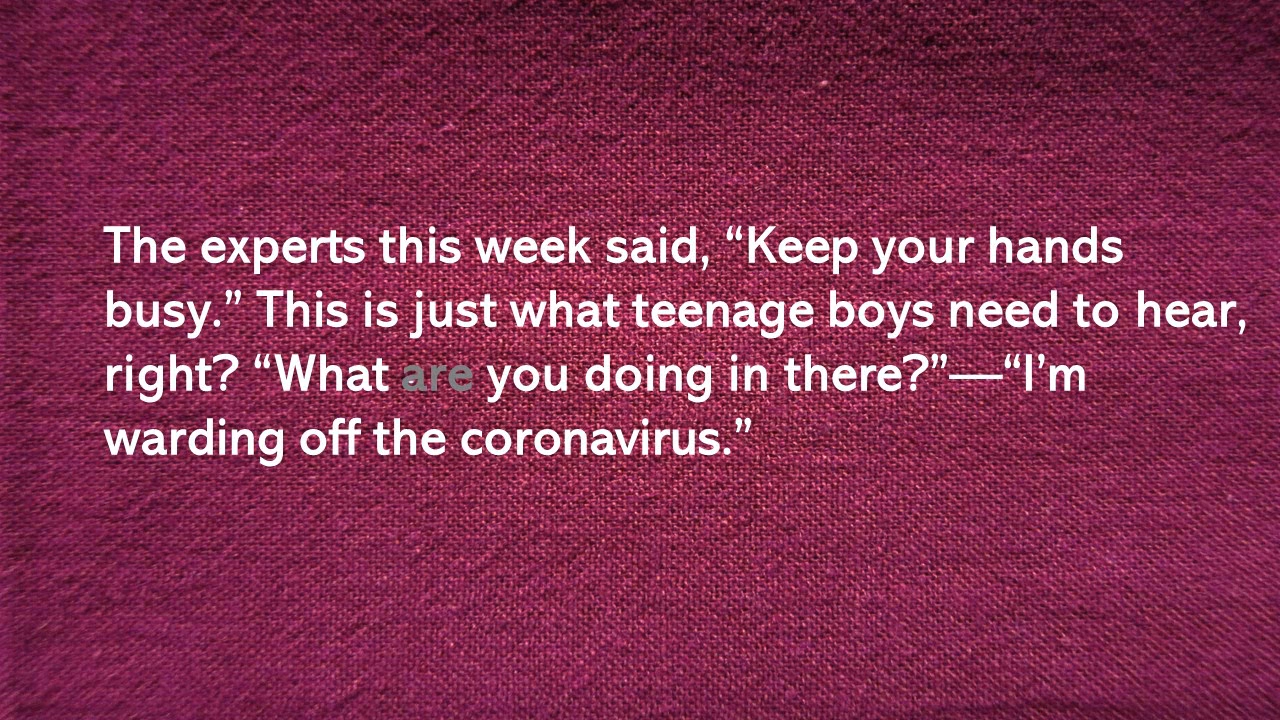 The experts this week said, “Keep your hands
busy.” This is just what teenage boys need to hear,
right? “What are you doing in there?”—“I’m
warding off the coronavirus.”